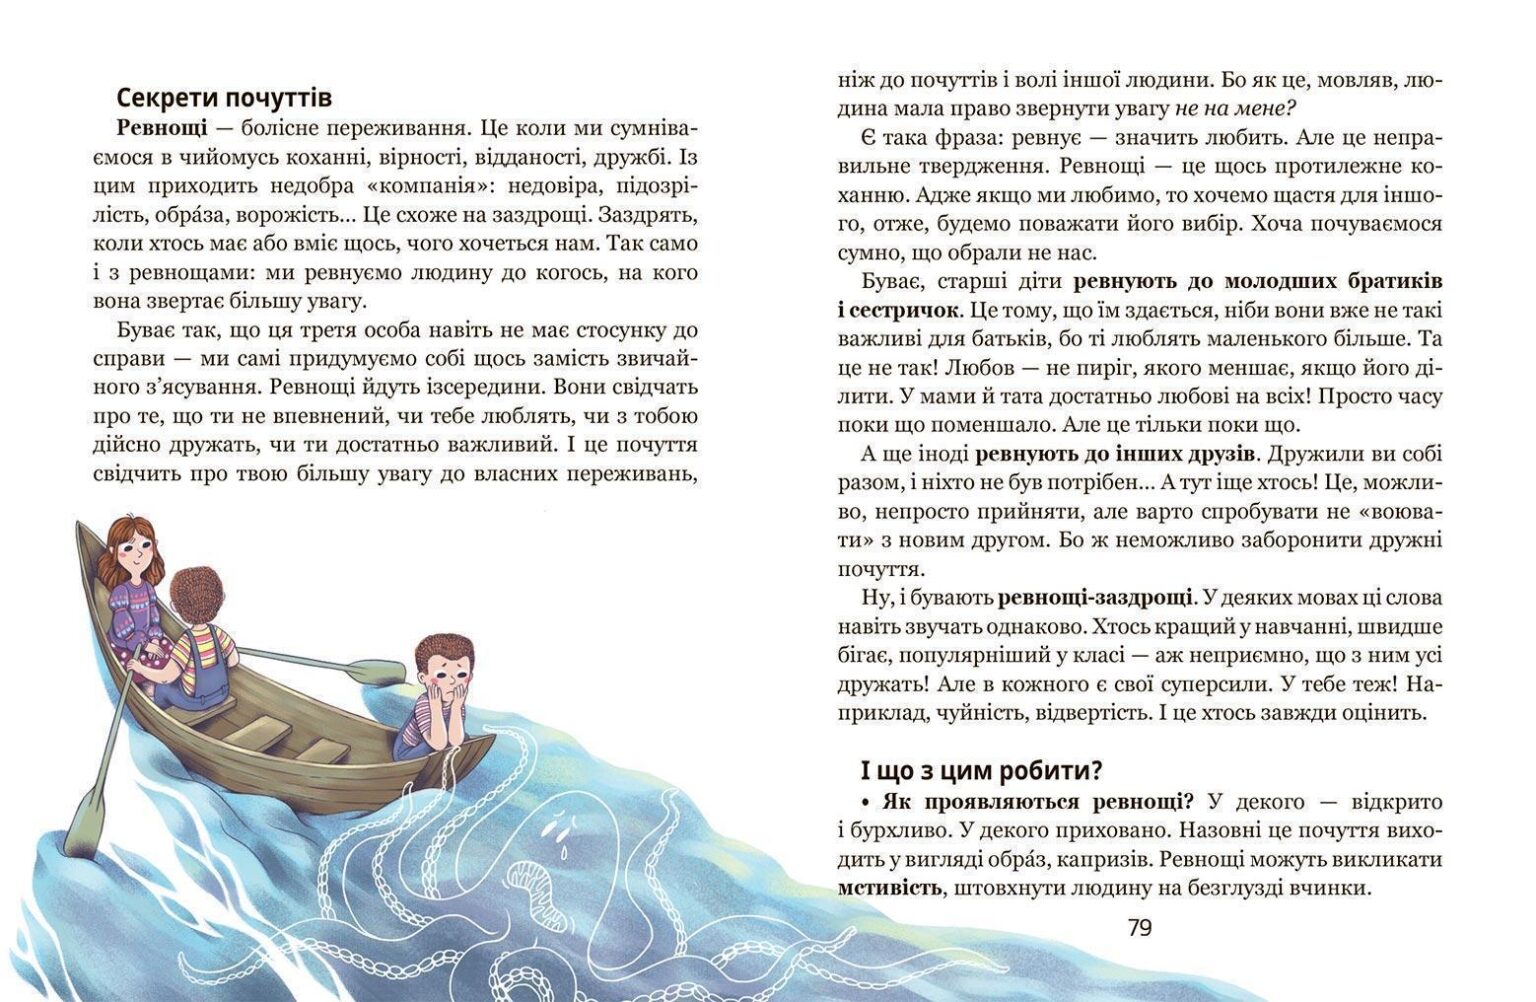 Секрети почуттів
Ревнощі — болісне переживання. Це коли ми сумніва-
ємося в чийомусь коханні, вірності, відданості, дружбі. Із
цим приходить недобра «компанія»: недовіра, підозрі-
лість, обра́за, ворожість... Це схоже на заздрощі. Заздрять,
коли хтось має або вміє щось, чого хочеться нам. Так само
і з ревнощами: ми ревнуємо людину до когось, на кого
вона звертає більшу увагу.
Буває так, що ця третя особа навіть не має стосунку до
справи — ми самі придумуємо собі щось замість звичай-
ного з’ясування. Ревнощі йдуть ізсередини. Вони свідчать
про те, що ти не впевнений, чи тебе люблять, чи з тобою
дійсно дружать, чи ти достатньо важливий. І це почуття
свідчить про твою більшу увагу до власних переживань,
ніж до почуттів і волі іншої людини. Бо як це, мовляв, лю-
дина мала право звернути увагу не на мене?
Є така фраза: ревнує — значить любить. Але це непра-
вильне твердження. Ревнощі — це щось протилежне ко-
ханню. Адже якщо ми любимо, то хочемо щастя для іншо-
го, отже, будемо поважати його вибір. Хоча почуваємося
сумно, що обрали не нас.
Буває, старші діти ревнують до молодших братиків
і сестричок. Це тому, що їм здається, ніби вони вже не такі
важливі для батьків, бо ті люблять маленького більше. Та
це не так! Любов — не пиріг, якого меншає, якщо його ді-
лити. У мами й тата достатньо любові на всіх! Просто часу
поки що поменшало. Але це тільки поки що.
А ще іноді ревнують до інших друзів. Дружили ви собі
разом, і ніхто не був потрібен... А тут іще хтось! Це, можли-
во, непросто прийняти, але варто спробувати не «воюва-
ти» з новим другом. Бо ж неможливо заборонити дружні
почуття.
Ну, і бувають ревнощі-заздрощі. У деяких мовах ці слова
навіть звучать однаково. Хтось кращий у навчанні, швидше
бігає, популярніший у класі — аж неприємно, що з ним усі
дружать! Але в кожного є свої суперсили. У тебе теж! На-
приклад, чуйність, відвертість. І це хтось завжди оцінить.
І що з цим робити?
• Як проявляються ревнощі? У декого — відкрито
і бурхливо. У декого приховано. Назовні це почуття вихо-
дить у вигляді обра́з, капризів. Ревнощі можуть викликати
мстивість, штовхнути людину на безглузді вчинки.
79